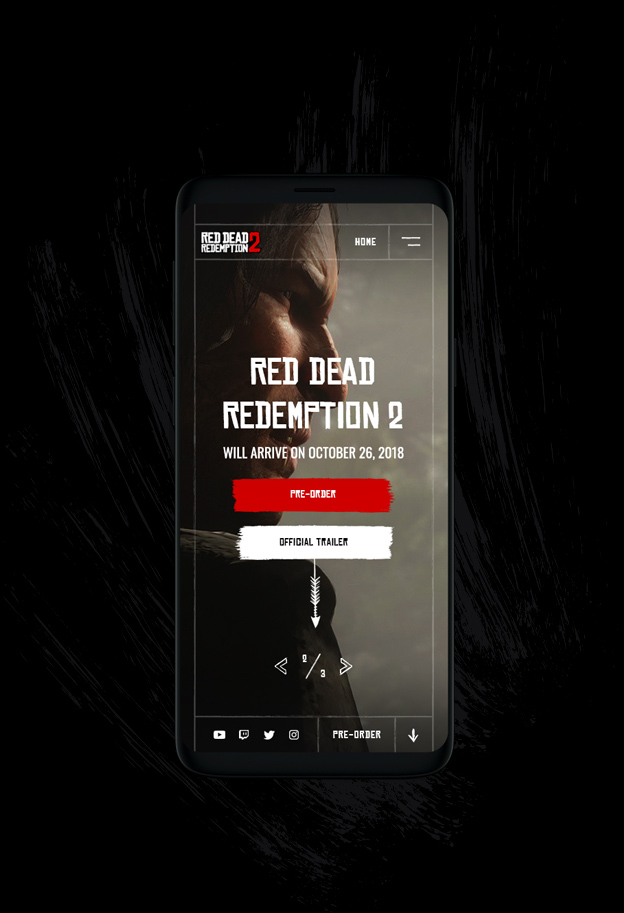 RED DEAD
REDEMPTION 2
HOME
RED DEAD
REDEMPTION 2
WILL ARRIVE ON OCTOBER 26, 2018
PRE-ORDER
OFFICIAL TRAILER
2/3
PRE-ORDER